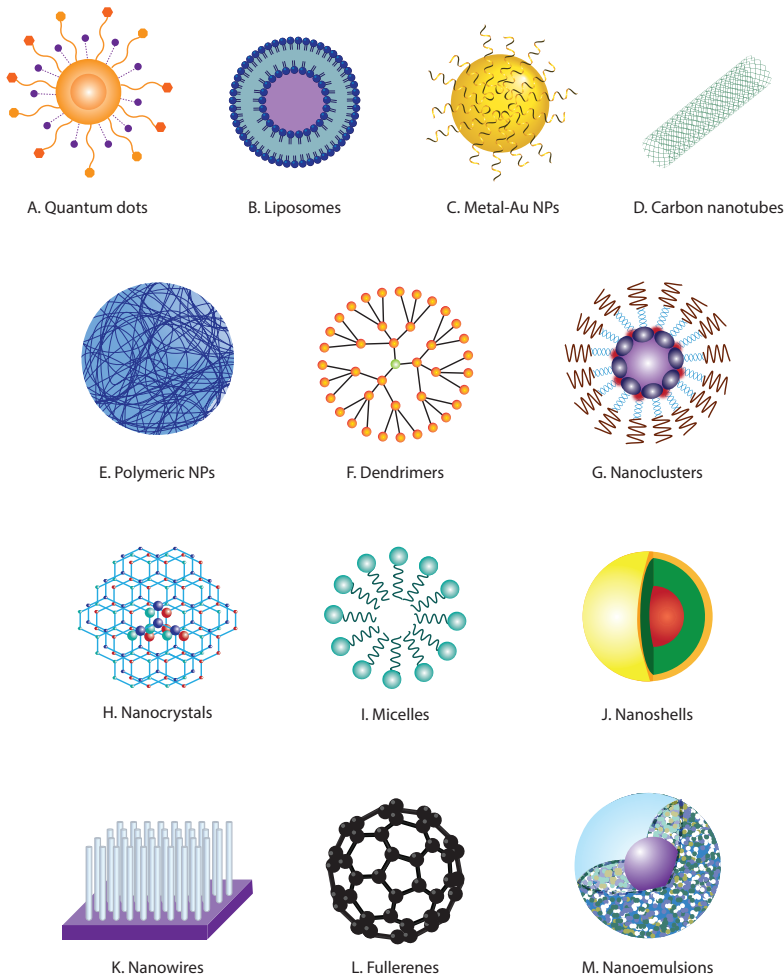 A. Quantum dots
B. Liposomes
C. Metal-Au NPs
D. Carbon nanotubes
E. Polymeric NPs
F. Dendrimers
G. Nanoclusters
H. Nanocrystals
I. Micelles
J. Nanoshells
K. Nanowires
L. Fullerenes
M. Nanoemulsions